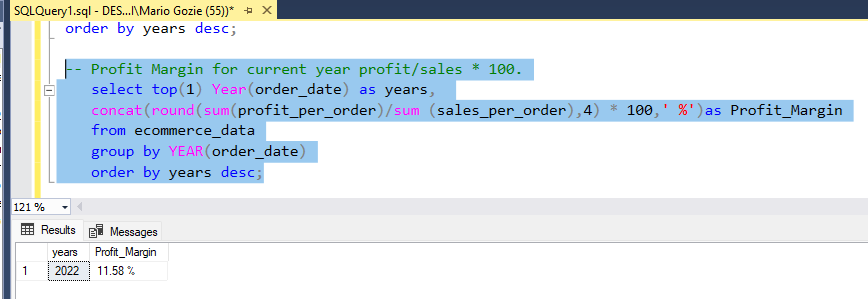 SQLQuery1.sql - DES...I\Mario Gozie (55))*
order by years desc;
-- Profit Margin for current year profit/sales * 100.
select top(1) Year(order_date) as years,
concat(round(sum(profit_per_order)/sum (sales_per_order),4) * 100,' %')as Profit_Margin
from ecommerce_data
group by YEAR(order_date)
order by years desc;
121 %
Results Messages
years Profit_Margin
1 2022 11.58 %